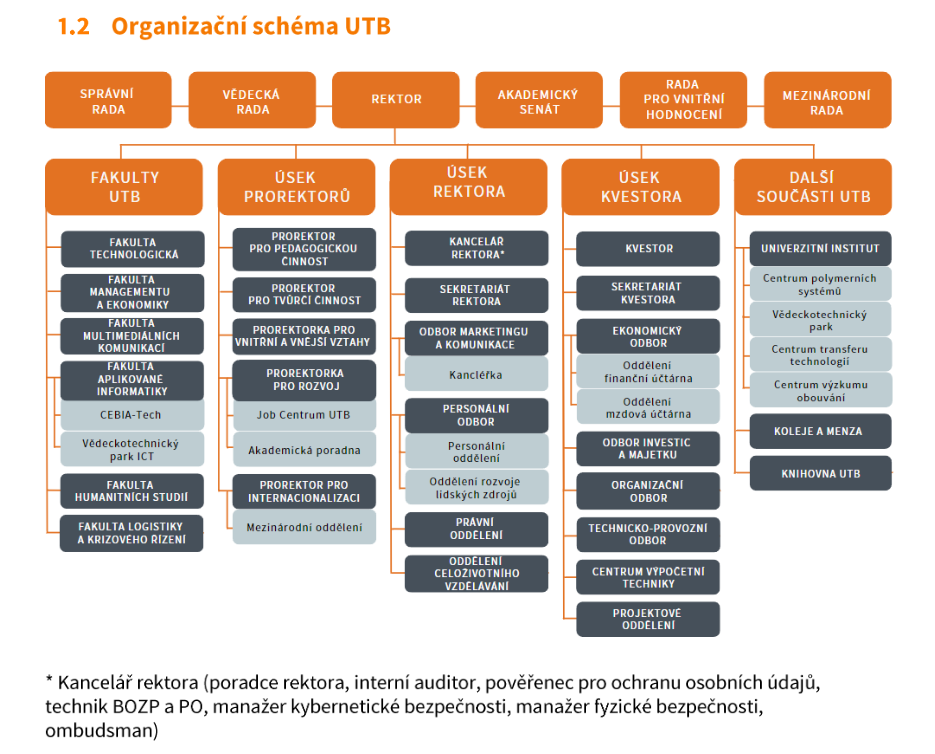 1.2 Organizační schéma UTB
SPRÁVNÍ
RADA
VĚDECKÁ
RADA
REKTOR
AKADEMICKÝ
SENÁT
RADA
PRO VNITŘNÍ
HODNOCENÍ
MEZINÁRODNÍ
RADA
FAKULTY
UTB
FAKULTA
TECHNOLOGICKÁ
FAKULTA
MANAGEMENTU
A EKONOMIKY
FAKULTA
MULTIMEDIÁLNÍCH
KOMUNIKACÍ
FAKULTA
APLIKOVANÉ
INFORMATIKY
CEBIA-Tech
Vědeckotechnický
park ICT
FAKULTA
HUMANITNÍCH STUDIÍ
FAKULTA LOGISTIKY
A KRIZOVÉHO ŘÍZENÍ
ÚSEK
PROREKTORŮ
PROREKTOR
PRO PEDAGOGICKOU
ČINNOST
PROREKTOR
PRO TVŮRČÍ ČINNOST
PROREKTORKA PRO
VNITŘNÍ A VNĚJŠÍ VZTAHY
PROREKTORKA
PRO ROZVOJ
Job Centrum UTB
Akademická poradna
PROREKTOR PRO
INTERNACIONALIZACI
Mezinárodní oddělení
ÚSEK
REKTORA
KANCELÁŘ
REKTORA*
SEKRETARIÁT
REKTORA
ODBOR MARKETINGU
A KOMUNIKACE
Kancléřka
PERSONÁLNÍ
ODBOR
Personální
oddělení
Oddělení rozvoje
lidských zdrojů
PRÁVNÍ
ODDĚLENÍ
ODDĚLENÍ
CELOŽIVOTNÍHO
VZDĚLÁVÁNÍ
ÚSEK
KVESTORA
KVESTOR
SEKRETARIÁT
KVESTORA
EKONOMICKÝ
ODBOR
Oddělení
finanční účtárna
Oddělení
mzdová účtárna
ODBOR INVESTIC
A MAJETKU
ORGANIZAČNÍ
ODBOR
TECHNICKO-PROVOZNÍ
ODBOR
CENTRUM VÝPOČETNÍ
TECHNIKY
PROJEKTOVÉ
ODDĚLENÍ
DALŠÍ
SOUČÁSTI UTB
UNIVERZITNÍ INSTITUT
Centrum polymerních
systémů
Vědeckotechnický
park
Centrum transferu
technologií
Centrum výzkumu
obouvání
KOLEJE A MENZA
KNIHOVNA UTB
* Kancelář rektora (poradce rektora, interní auditor, pověřenec pro ochranu osobních údajů,
technik BOZP a PO, manažer kybernetické bezpečnosti, manažer fyzické bezpečnosti,
ombudsman)